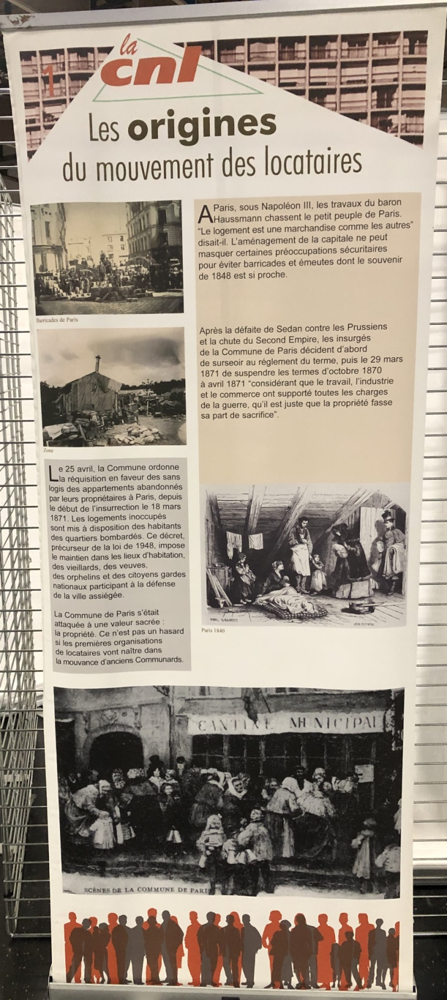 1
la
cnl
Les origines
du mouvement des locataires
A Paris, sous Napoléon III, les travaux du baron
Haussmann chassent le petit peuple de Paris.
“Le logement est une marchandise comme les autres”
disait-il. L’aménagement de la capitale ne peut
masquer certaines préoccupations sécuritaires
pour éviter barricades et émeutes dont le souvenir
de 1848 est si proche.
Barricades de Paris
Après la défaite de Sedan contre les Prussiens
et la chute du Second Empire, les insurgés
de la Commune de Paris décident d’abord
de surseoir au réglement du terme, puis le 29 mars
1871 de suspendre les termes d’octobre 1870
à avril 1871 “considérant que le travail, l’industrie
et le commerce ont supporté toutes les charges
de la guerre, qu’il est juste que la propriété fasse
sa part de sacrifice”.
Zone
Le 25 avril, la Commune ordonne
la réquisition en faveur des sans
logis des appartements abandonnés
par leurs propriétaires à Paris, depuis
le début de l’insurrection le 18 mars
1871. Les logements inoccupés
sont mis à disposition des habitants
des quartiers bombardés. Ce décret,
précurseur de la loi de 1948, impose
le maintien dans les lieux d’habitation,
des vieillards, des veuves,
des orphelins et des citoyens gardes
nationaux participant à la défense
de la ville assiégée.
La Commune de Paris s’était
attaquée à une valeur sacrée :
la propriété. Ce n’est pas un hasard
si les premières organisations
de locataires vont naître dans
la mouvance d’anciens Communards.
KARL GIRARDET
Paris 1840
CANTINE MUNICIPAL
SCÈNES DE LA COMMUNE DE PARIS